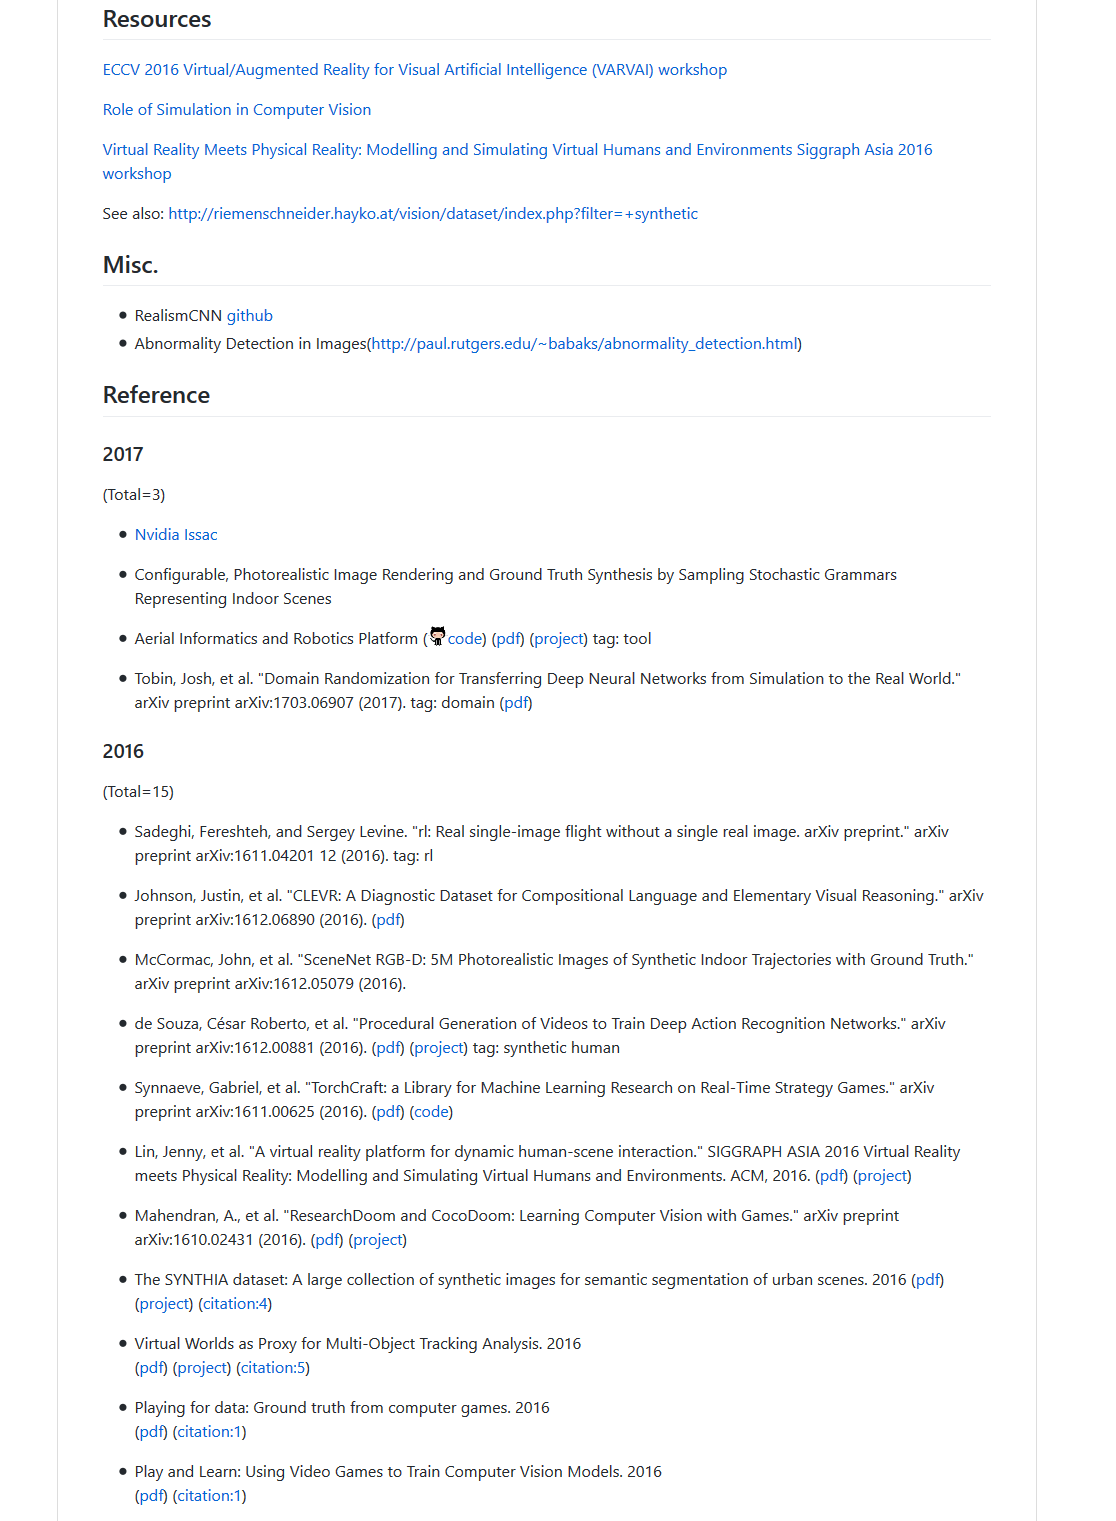 Resources
ECCV 2016 Virtual/Augmented Reality for Visual Artificial Intelligence (VARVAI) workshop
Role of Simulation in Computer Vision
Virtual Reality Meets Physical Reality: Modelling and Simulating Virtual Humans and Environments Siggraph Asia 2016
workshop
See also: http://riemenschneider.hayko.at/vision/dataset/index.php?filter=+synthetic
Misc.
• RealismCNN github
• Abnormality Detection in Images(http://paul.rutgers.edu/~babaks/abnormality_detection.html)
Reference
2017
(Total=3)
• Nvidia Issac
• Configurable, Photorealistic Image Rendering and Ground Truth Synthesis by Sampling Stochastic Grammars
Representing Indoor Scenes
• Aerial Informatics and Robotics Platform (code) (pdf) (project) tag: tool
• Tobin, Josh, et al. "Domain Randomization for Transferring Deep Neural Networks from Simulation to the Real World."
arXiv preprint arXiv:1703.06907 (2017). tag: domain (pdf)
2016
(Total=15)
• Sadeghi, Fereshteh, and Sergey Levine. "rl: Real single-image flight without a single real image. arXiv preprint." arXiv
preprint arXiv:1611.04201 12 (2016). tag: rl
• Johnson, Justin, et al. "CLEVR: A Diagnostic Dataset for Compositional Language and Elementary Visual Reasoning." arXiv
preprint arXiv:1612.06890 (2016). (pdf)
• McCormac, John, et al. "SceneNet RGB-D: 5M Photorealistic Images of Synthetic Indoor Trajectories with Ground Truth."
arXiv preprint arXiv:1612.05079 (2016).
• de Souza, César Roberto, et al. "Procedural Generation of Videos to Train Deep Action Recognition Networks." arXiv
preprint arXiv:1612.00881 (2016). (pdf) (project) tag: synthetic human
• Synnaeve, Gabriel, et al. "TorchCraft: a Library for Machine Learning Research on Real-Time Strategy Games." arXiv
preprint arXiv:1611.00625 (2016). (pdf) (code)
• Lin, Jenny, et al. "A virtual reality platform for dynamic human-scene interaction." SIGGRAPH ASIA 2016 Virtual Reality
meets Physical Reality: Modelling and Simulating Virtual Humans and Environments. ACM, 2016. (pdf) (project)
• Mahendran, A., et al. "ResearchDoom and CocoDoom: Learning Computer Vision with Games." arXiv preprint
arXiv:1610.02431 (2016). (pdf) (project)
• The SYNTHIA dataset: A large collection of synthetic images for semantic segmentation of urban scenes. 2016 (pdf)
(project) (citation:4)
• Virtual Worlds as Proxy for Multi-Object Tracking Analysis. 2016
(pdf) (project) (citation:5)
• Playing for data: Ground truth from computer games. 2016
(pdf) (citation:1)
• Play and Learn: Using Video Games to Train Computer Vision Models. 2016
(pdf) (citation:1)